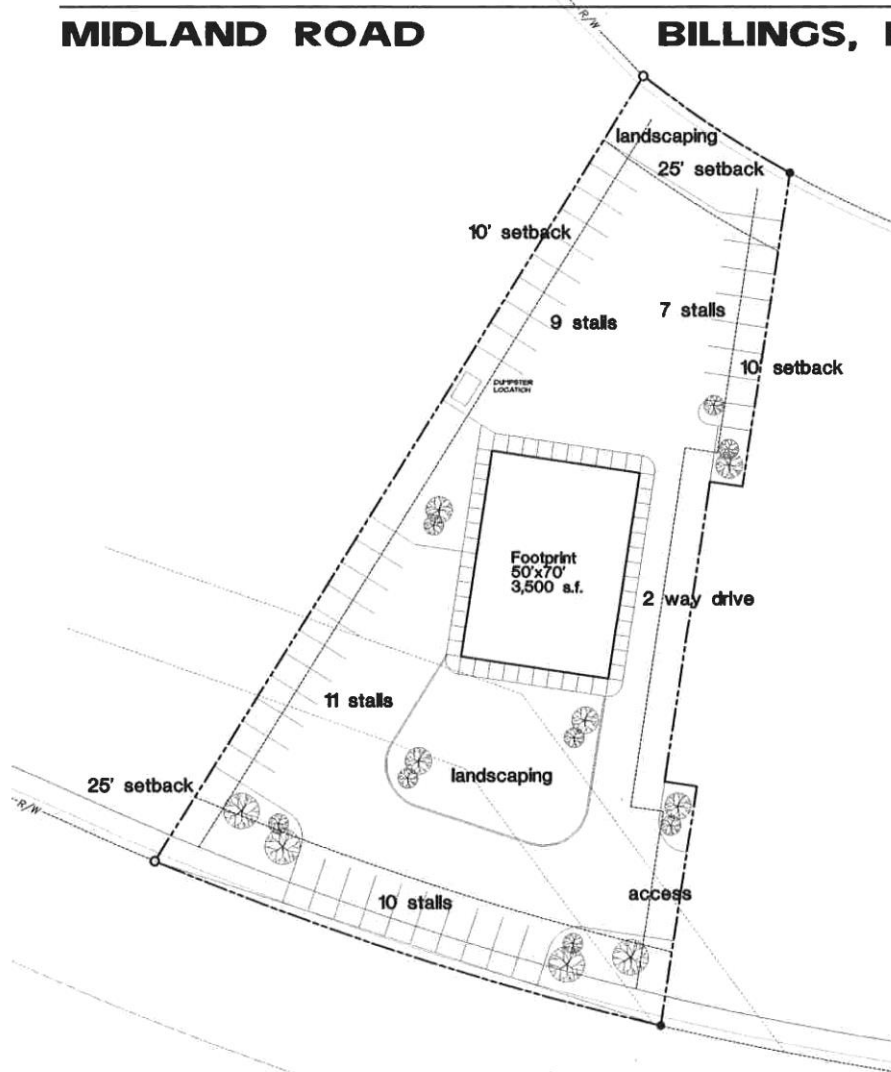 MIDLAND ROAD
BILLINGS,
R/W
landscaping
25' setback
10' setback
9 stalls
7 stalls
10 setback
DUMPSTER
LOCATION
Footprint
50'x70'
3,500 s.f.
2 way drive
11 stalls
25' setback
landscaping
R/W
10 stalls
access